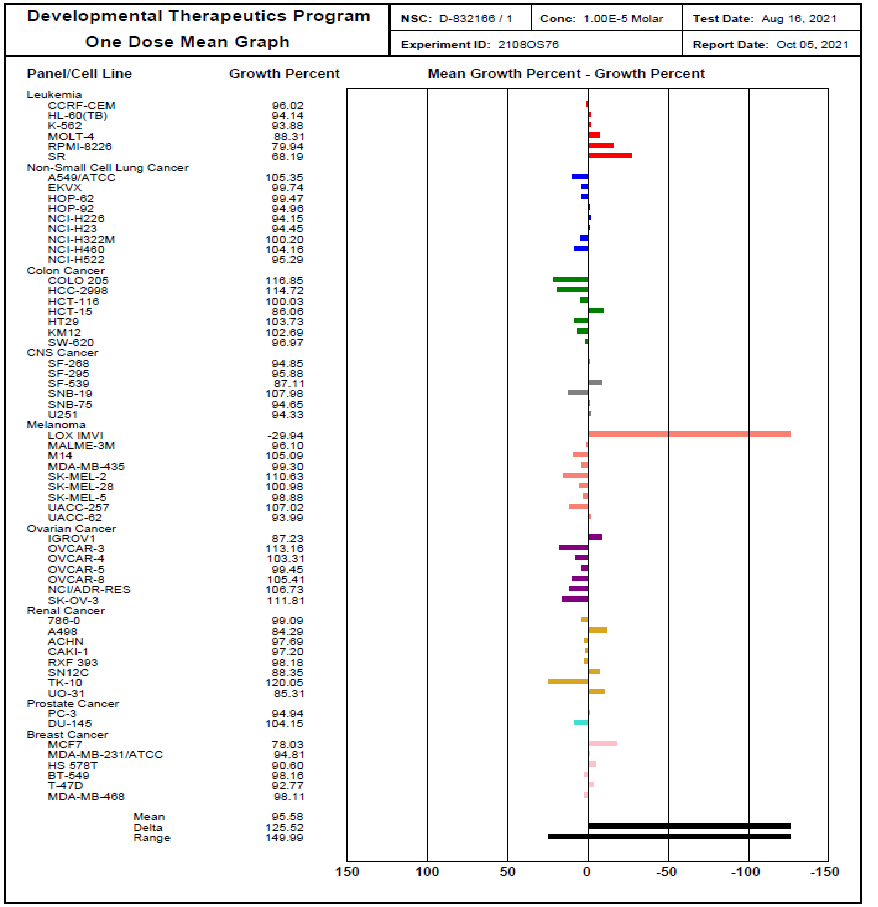 Developmental Therapeutics Program
One Dose Mean Graph
NSC: D-832166 / 1
Conc: 1.00E-5 Molar
Test Date: Aug 16, 2021
Experiment ID: 2108OS76
Report Date: Oct 05, 2021
Panel/Cell Line Growth Percent Mean Growth Percent - Growth Percent
Leukemia
CCRF-CEM 96.02
HL-60(TB) 94.14
K-562 93.88
MOLT-4 88.31
RPMI-8226 79.94
SR 68.19
Non-Small Cell Lung Cancer
A549/ATCC 105.35
EKVX 99.74
HOP-62 99.47
HOP-92 94.96
NCI-H226 94.15
NCI-H23 94.45
NCI-H322M 100.20
NCI-H460 104.16
NCI-H522 95.29
Colon Cancer
COLO 205 116.85
HCC-2998 114.72
HCT-116 100.03
HCT-15 86.06
HT29 103.73
KM12 102.69
SW-620 96.97
CNS Cancer
SF-268 94.85
SF-295 95.88
SF-539 87.11
SNB-19 107.98
SNB-75 94.65
U251 94.33
Melanoma
LOX IMVI -29.94
MALME-3M 96.10
M14 105.09
MDA-MB-435 99.30
SK-MEL-2 110.63
SK-MEL-28 100.98
SK-MEL-5 98.88
UACC-257 107.02
UACC-62 93.99
Ovarian Cancer
IGROV1 87.23
OVCAR-3 113.16
OVCAR-4 103.31
OVCAR-5 99.45
OVCAR-8 105.41
NCI/ADR-RES 106.73
SK-OV-3 111.81
Renal Cancer
786-0 99.09
A498 84.29
ACHN 97.69
CAKI-1 97.20
RXF 393 98.18
SN12C 88.35
TK-10 120.05
UO-31 85.31
Prostate Cancer
PC-3 94.94
DU-145 104.15
Breast Cancer
MCF7 78.03
MDA-MB-231/ATCC 94.81
HS 578T 90.60
BT-549 98.16
T-47D 92.77
MDA-MB-468 98.11
Mean 95.58
Delta 125.52
Range 149.99
150 100 50 0 -50 -100 -150